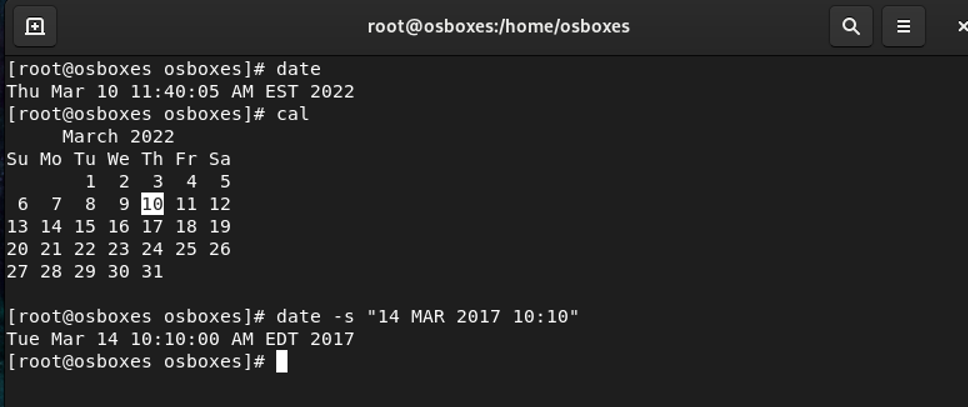 root@osboxes:/home/osboxes
[root@osboxes osboxes]# date
Thu Mar 10 11:40:05 AM EST 2022
[root@osboxes osboxes]# cal
     March 2022
Su Mo Tu We Th Fr Sa
       1  2  3  4  5
 6  7  8  9 10 11 12
13 14 15 16 17 18 19
20 21 22 23 24 25 26
27 28 29 30 31
[root@osboxes osboxes]# date -s "14 MAR 2017 10:10"
Tue Mar 14 10:10:00 AM EDT 2017
[root@osboxes osboxes]#